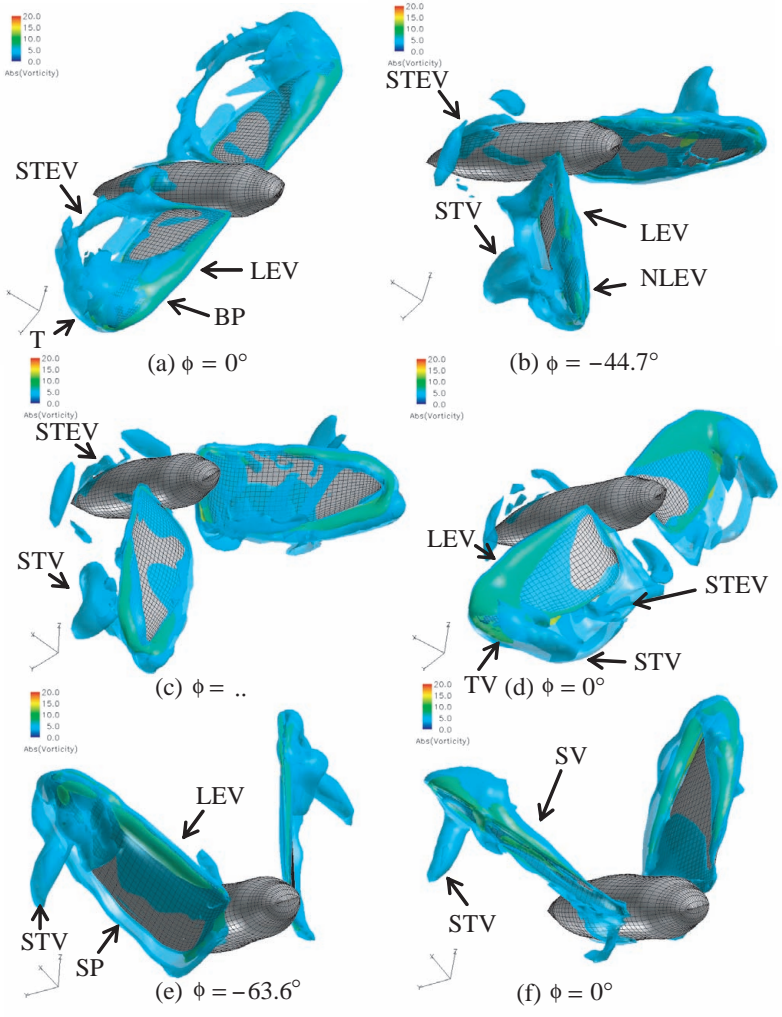 20.0
15.0
10.0
5.0
0.0
Abs(Vorticity)
STEV
LEV
BP
T
X
Z
Y
(a) ϕ = 0°
20.0
15.0
10.0
5.0
0.0
Abs(Vorticity)
STEV
STV
LEV
NLEV
X
Z
Y
(b) ϕ = −44.7°
20.0
15.0
10.0
5.0
0.0
Abs(Vorticity)
STEV
STV
X
Z
Y
(c) ϕ = ..
20.0
15.0
10.0
5.0
0.0
Abs(Vorticity)
LEV
STEV
STV
TV
X
Z
Y
(d) ϕ = 0°
20.0
15.0
10.0
5.0
0.0
Abs(Vorticity)
LEV
STV
SP
X
Z
Y
(e) ϕ = −63.6°
20.0
15.0
10.0
5.0
0.0
Abs(Vorticity)
SV
STV
X
Z
Y
(f) ϕ = 0°